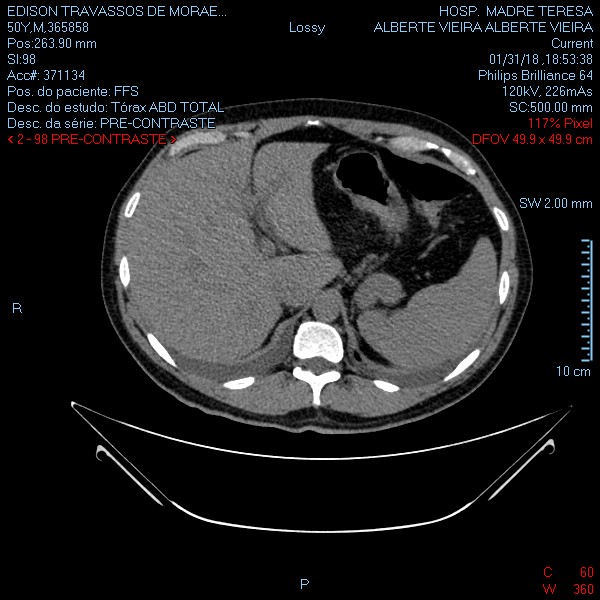 EDISON TRAVASSOS DE MORAE...
50Y,M,365858
Pos:263.90 mm
SI:98
Acc#: 371134
Pos. do paciente: FFS
Desc. do estudo: Tórax ABD TOTAL
Desc. da série: PRE-CONTRASTE
< 2 - 98 PRE-CONTRASTE >
Lossy
HOSP. MADRE TERESA
ALBERTE VIEIRA ALBERTE VIEIRA
Current
01/31/18 ,18:53:38
Philips Brilliance 64
120kV, 226mAs
SC:500.00 mm
117% Pixel
DFOV 49.9 x 49.9 cm
SW 2.00 mm
R
10 cm
P
C 60
W 360